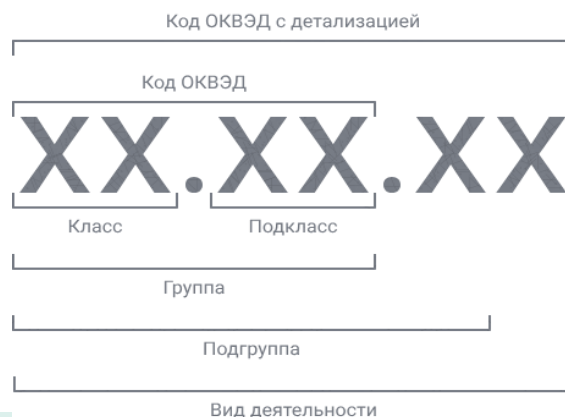 Код ОКВЭД с детализацией
Код ОКВЭД
XX.XX.XX
Класс
Подкласс
Группа
Подгруппа
Вид деятельности